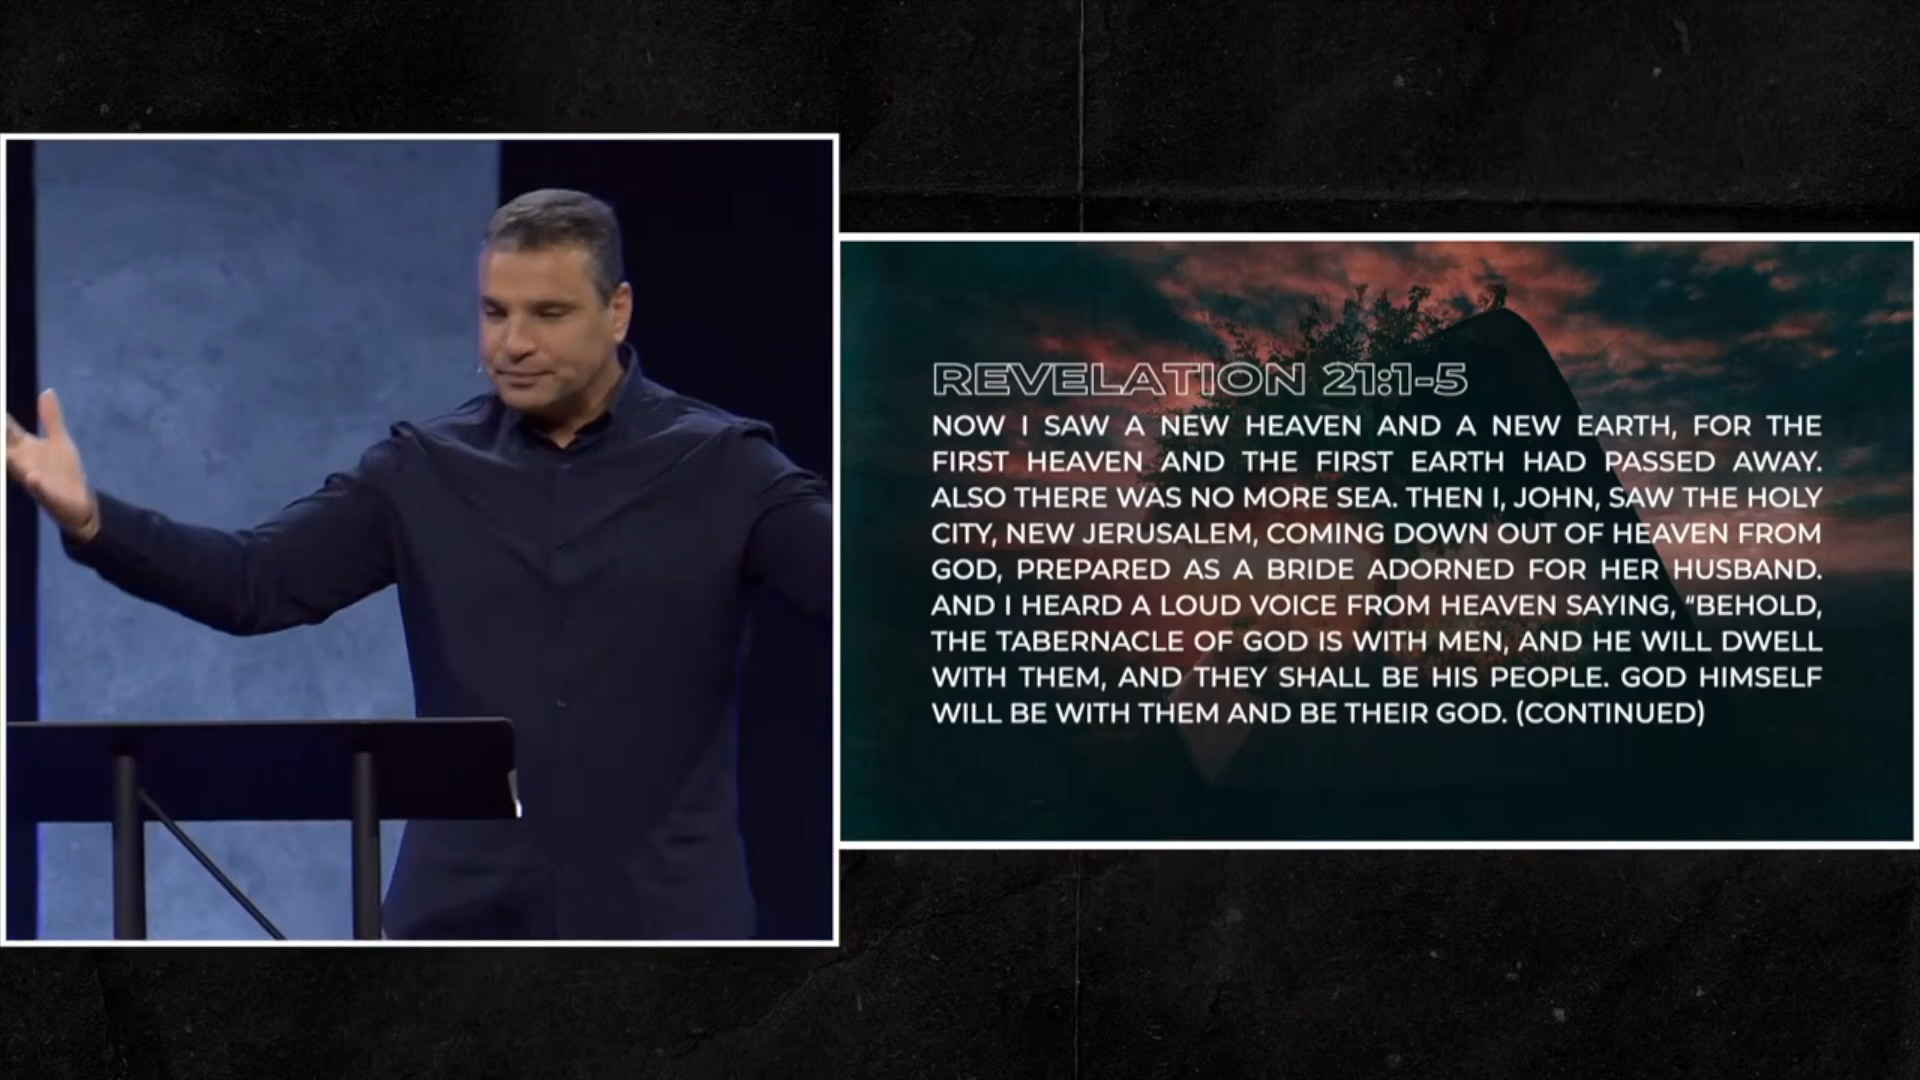 REVELATION 21:1-5
NOW I SAW A NEW HEAVEN AND A NEW EARTH, FOR THE
FIRST HEAVEN AND THE FIRST EARTH HAD PASSED AWAY.
ALSO THERE WAS NO MORE SEA. THEN I, JOHN, SAW THE HOLY
CITY, NEW JERUSALEM, COMING DOWN OUT OF HEAVEN FROM
GOD, PREPARED AS A BRIDE ADORNED FOR HER HUSBAND.
AND I HEARD A LOUD VOICE FROM HEAVEN SAYING, “BEHOLD,
THE TABERNACLE OF GOD IS WITH MEN, AND HE WILL DWELL
WITH THEM, AND THEY SHALL BE HIS PEOPLE. GOD HIMSELF
WILL BE WITH THEM AND BE THEIR GOD. (CONTINUED)